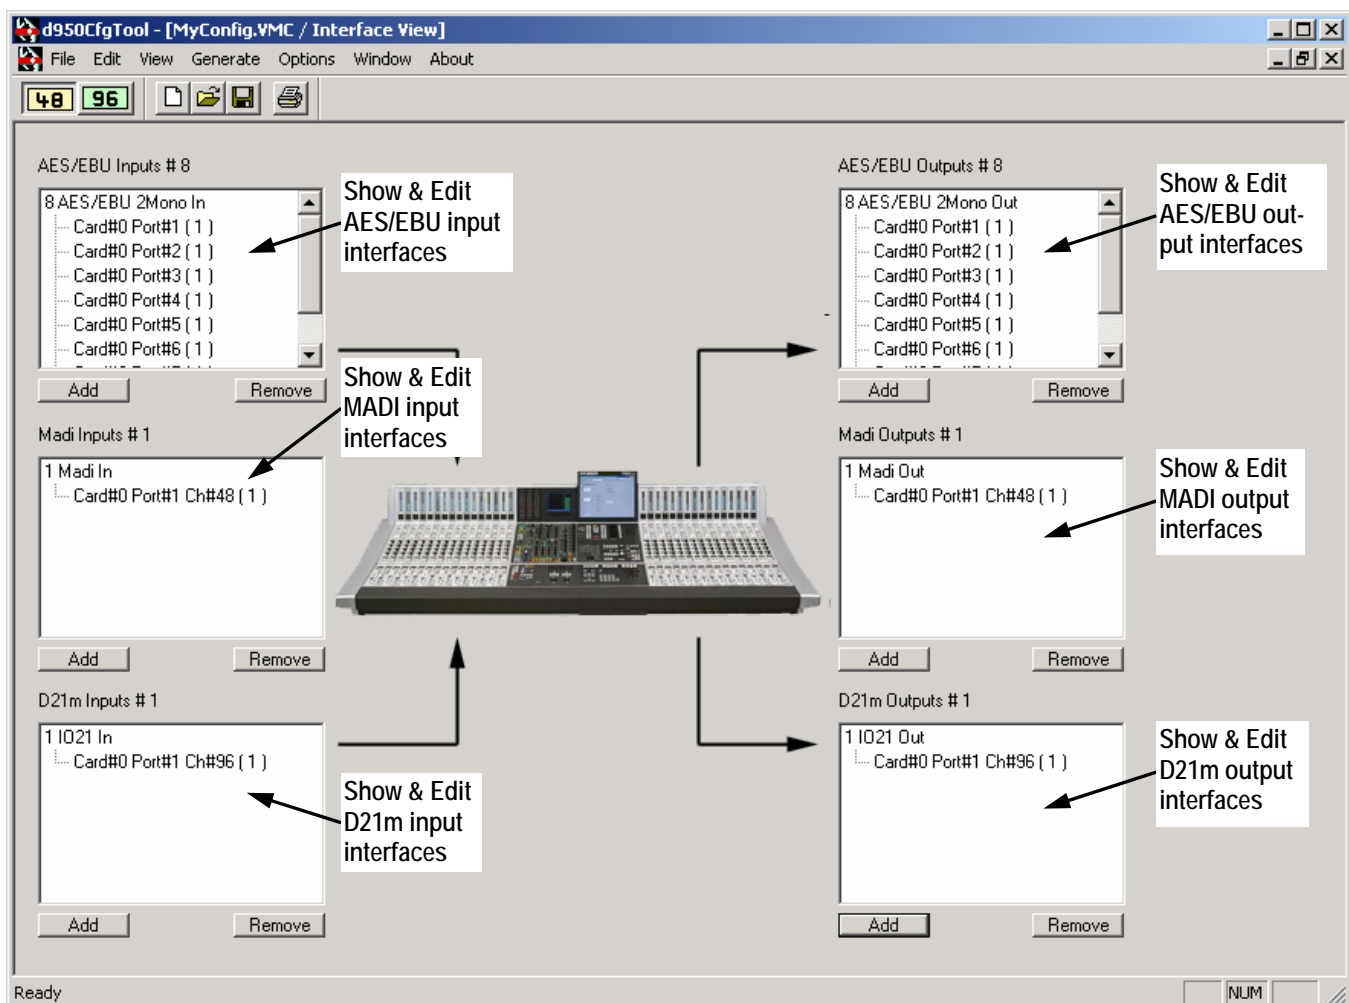 d950CfgTool - [MyConfig.VMC / Interface View]
File Edit View Generate Options Window About
48 96
AES/EBU Inputs # 8
8 AES/EBU 2Mono In
Card#0 Port#1 ( 1 )
Card#0 Port#2 ( 1 )
Card#0 Port#3 ( 1 )
Card#0 Port#4 ( 1 )
Card#0 Port#5 ( 1 )
Card#0 Port#6 ( 1 )
Add Remove
Show & Edit
AES/EBU input
interfaces
Madi Inputs # 1
1 Madi In
Card#0 Port#1 Ch#48 ( 1 )
Add Remove
Show & Edit
MADI input
interfaces
D21m Inputs # 1
1 IO21 In
Card#0 Port#1 Ch#96 ( 1 )
Add Remove
Show & Edit
D21m input
interfaces
AES/EBU Outputs # 8
8 AES/EBU 2Mono Out
Card#0 Port#1 ( 1 )
Card#0 Port#2 ( 1 )
Card#0 Port#3 ( 1 )
Card#0 Port#4 ( 1 )
Card#0 Port#5 ( 1 )
Card#0 Port#6 ( 1 )
Add Remove
Show & Edit
AES/EBU out-
put interfaces
Madi Outputs # 1
1 Madi Out
Card#0 Port#1 Ch#48 ( 1 )
Add Remove
Show & Edit
MADI output
interfaces
D21m Outputs # 1
1 IO21 Out
Card#0 Port#1 Ch#96 ( 1 )
Add Remove
Show & Edit
D21m output
interfaces
Ready NUM